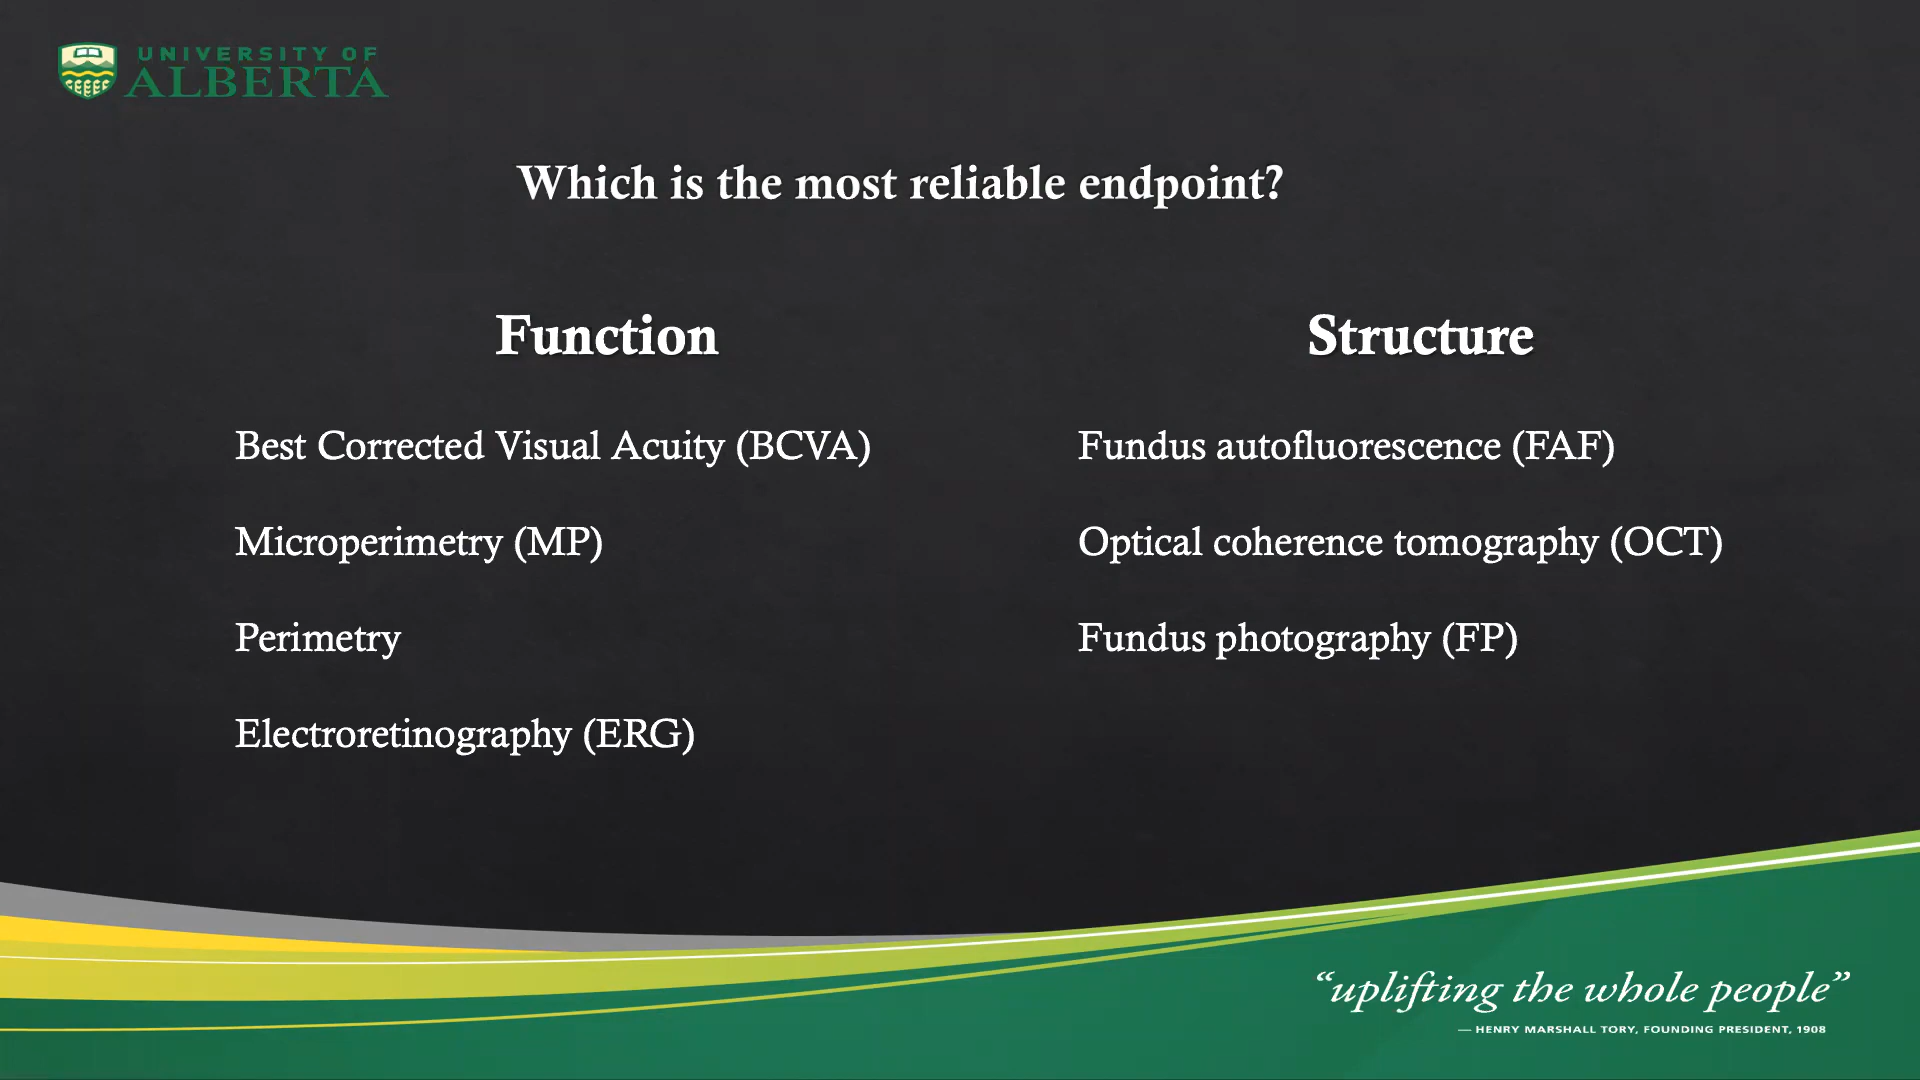 UNIVERSITY OF
ALBERTA
Which is the most reliable endpoint?
Function
Best Corrected Visual Acuity (BCVA)
Microperimetry (MP)
Perimetry
Electroretinography (ERG)
Structure
Fundus autofluorescence (FAF)
Optical coherence tomography (OCT)
Fundus photography (FP)
“uplifting the whole people”
— HENRY MARSHALL TORY, FOUNDING PRESIDENT, 1908